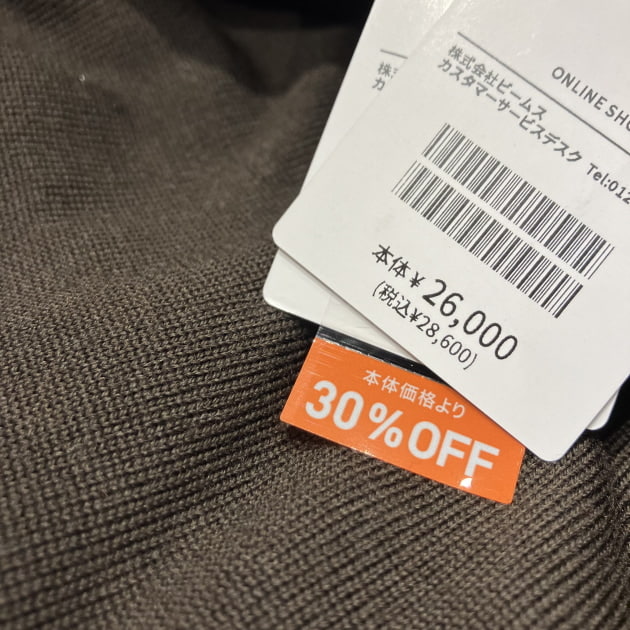 ONLINE SHO
株式会社ビームス
カスタマーサービスデスク Tel:012
本体¥ 26,000
(税込¥28,600)
本体価格より
30%OFF